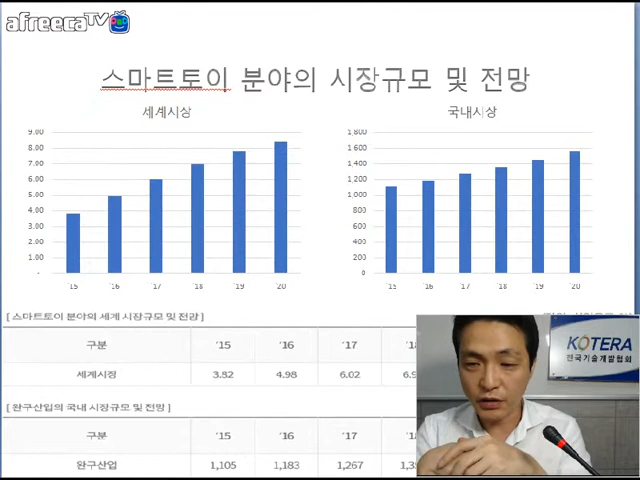 afreecaTV
스마트토이 분야의 시장규모 및 전망
세계시장
9.00
8.00
7.00
6.00
5.00
4.00
3.00
2.00
1.00
-
'15 '16 '17 '18 '19 '20
국내시장
1,800
1,600
1,400
1,200
1,000
800
600
400
200
0
'15 '16 '17 '18 '19 '20
[ 스마트토이 분야의 세계 시장규모 및 전망 ]
구분 '15 '16 '17
세계시장 3.82 4.98 6.02
[ 완구산업의 국내 시장규모 및 전망 ]
구분 '15 '16 '17
완구산업 1,105 1,183 1,267
KOTERA
한국기술개발협회